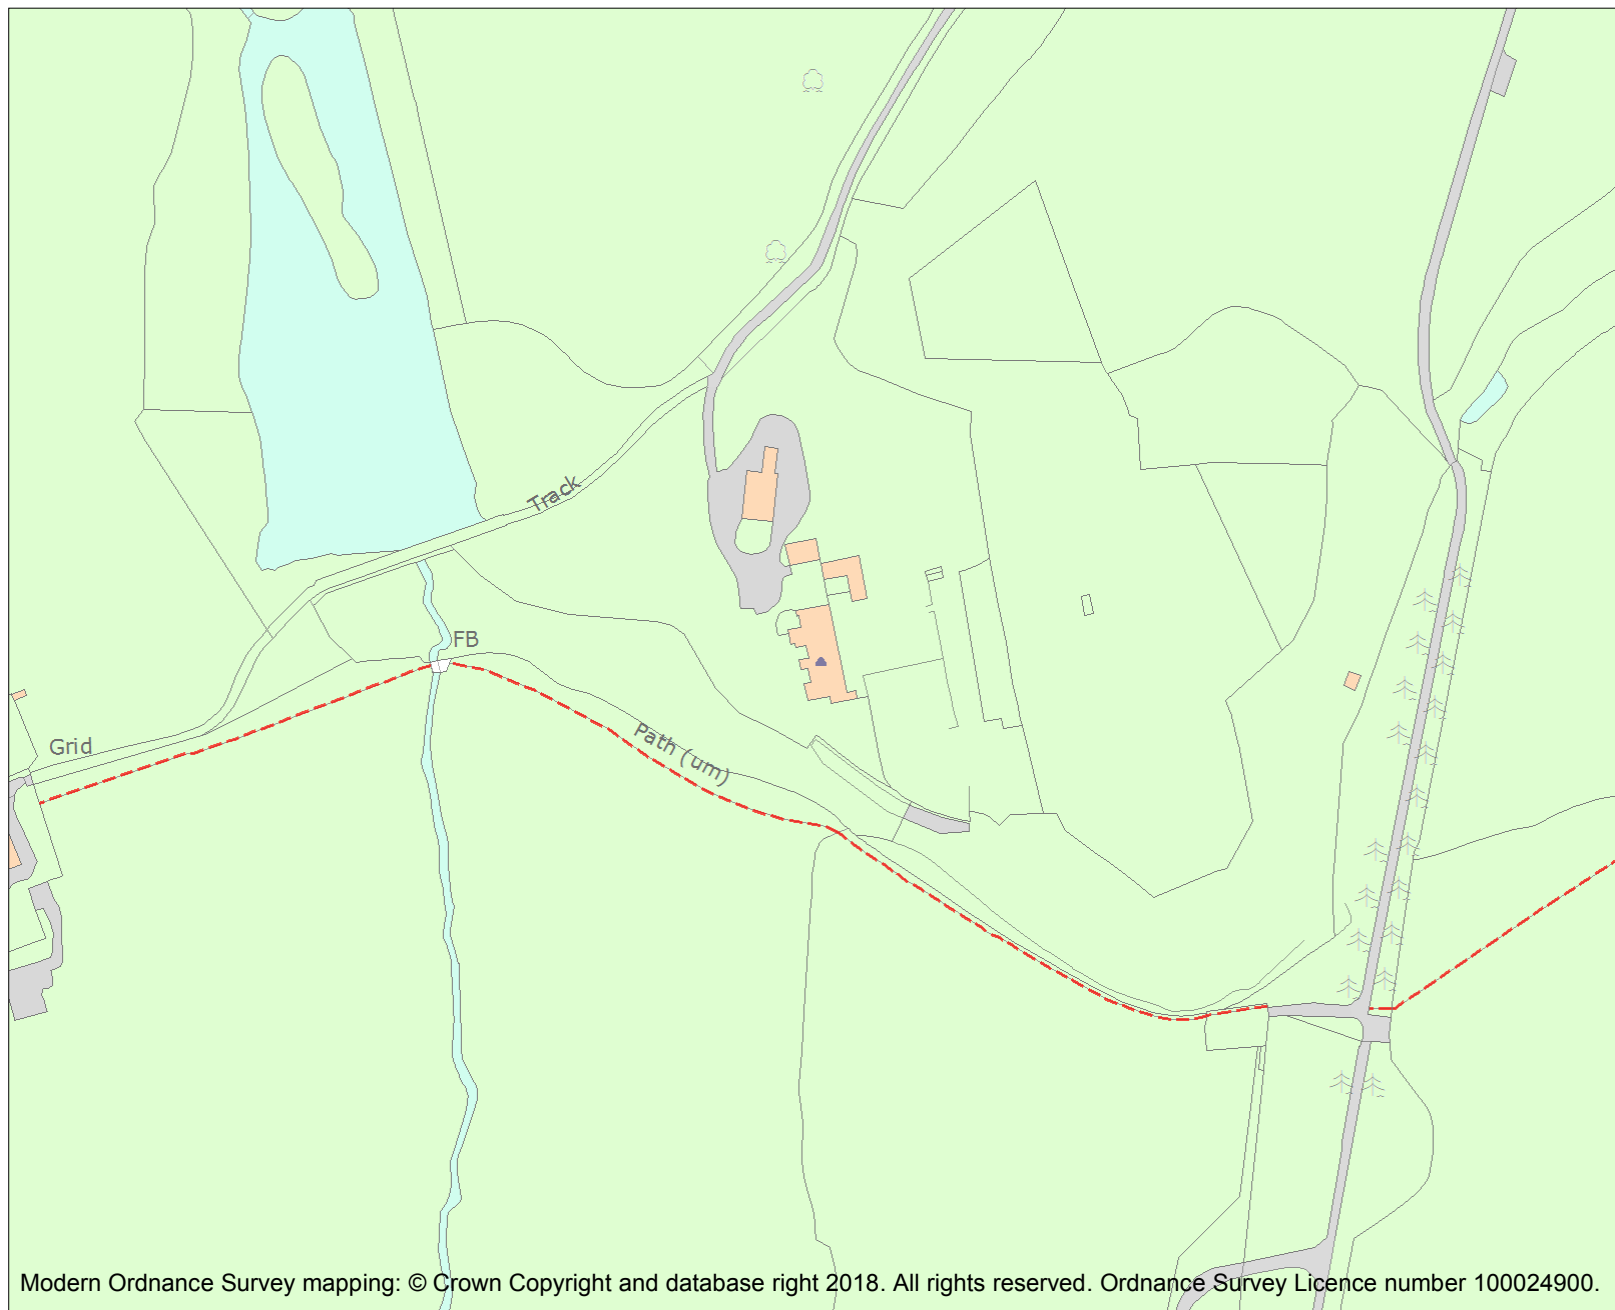 Track
FB
Path (um)
Grid
Modern Ordnance Survey mapping: © Crown Copyright and database right 2018. All rights reserved. Ordnance Survey Licence number 100024900.